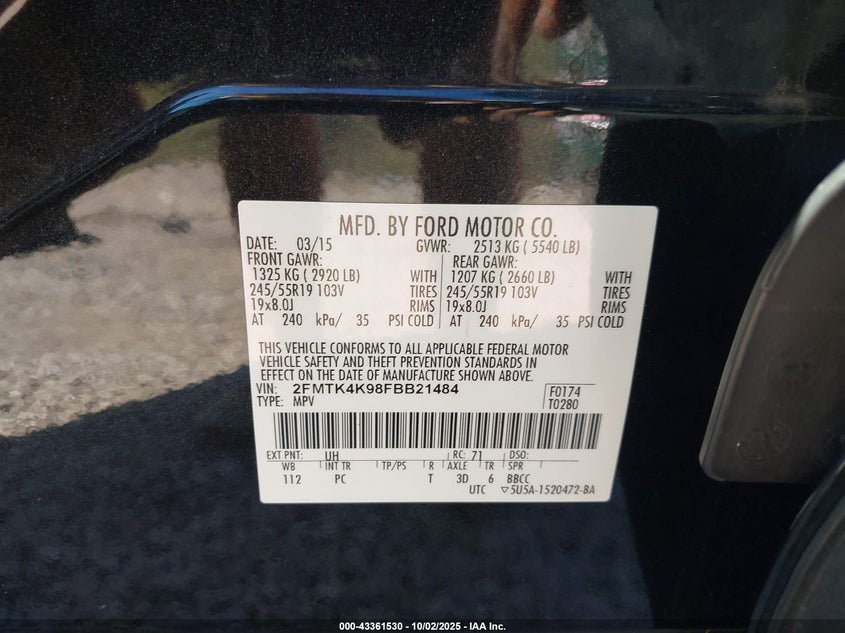 MFD. BY FORD MOTOR CO.
DATE: 03/15 GVWR: 2513 KG ( 5540 LB)
FRONT GAWR: REAR GAWR:
1325 KG ( 2920 LB) WITH 1207 KG ( 2660 LB) WITH
245/55R19 103V TIRES 245/55R19 103V TIRES
19x8.0J RIMS 19x8.0J RIMS
AT 240 kPa/ 35 PSI COLD AT 240 kPa/ 35 PSI COLD
THIS VEHICLE CONFORMS TO ALL APPLICABLE FEDERAL MOTOR
VEHICLE SAFETY AND THEFT PREVENTION STANDARDS IN
EFFECT ON THE DATE OF MANUFACTURE SHOWN ABOVE.
VIN: 2FMTK4K98FBB21484 F0174
TYPE: MPV T0280
EXT PNT: UH RC: 71 DSO:
WB INT TR TP/PS R AXLE TR SPR
112 PC T 3D 6 BBCC
UTC ▽5U5A-1520472-BA
000-43361530 - 10/02/2025 - IAA Inc.